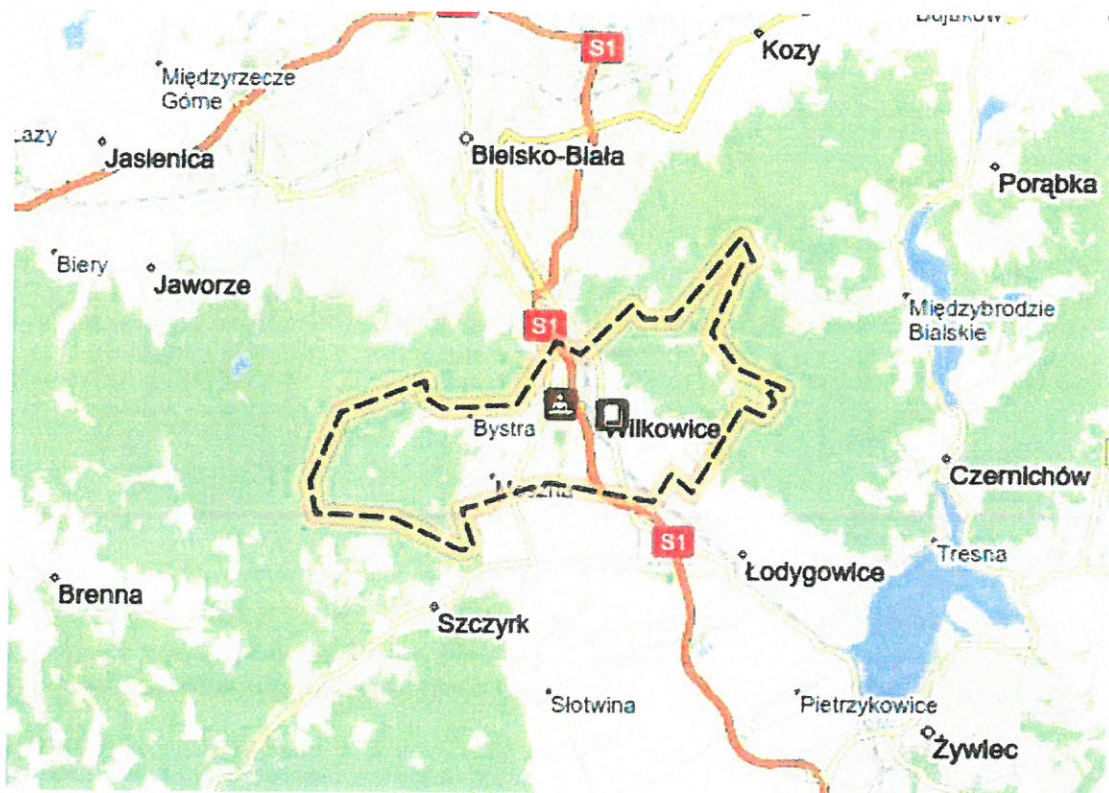 S1
Kozy
Międzyrzecze
Górne
Jasienica
Bielsko-Biała
Porąbka
Biery
Jaworze
Międzybrodzie
Bialskie
S1
Bystra
Wilkowice
Czernichów
S1
Tresna
Łodygowice
Brenna
Szczyrk
Słotwina
Pietrzykowice
Żywiec